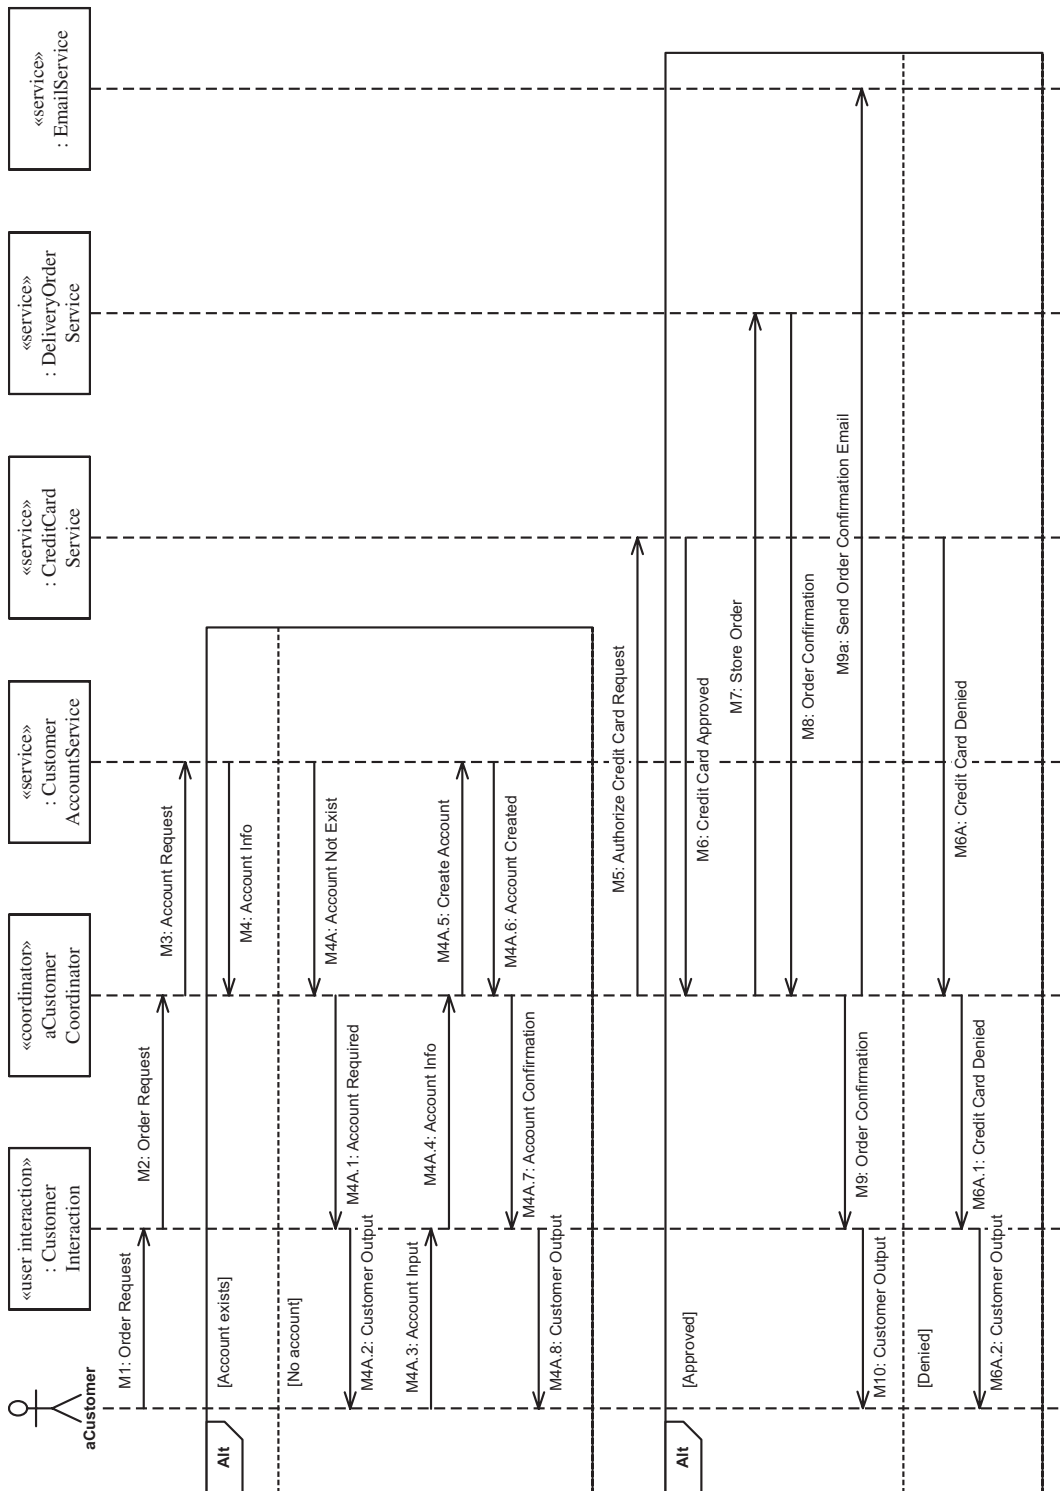 aCustomer
«user interaction»
: Customer
Interaction
«coordinator»
aCustomer
Coordinator
«service»
: Customer
AccountService
«service»
: CreditCard
Service
«service»
: DeliveryOrder
Service
«service»
: EmailService
M1: Order Request
M2: Order Request
M3: Account Request
Alt
[Account exists]
M4: Account Info
[No account]
M4A: Account Not Exist
M4A.1: Account Required
M4A.2: Customer Output
M4A.3: Account Input
M4A.4: Account Info
M4A.5: Create Account
M4A.6: Account Created
M4A.7: Account Confirmation
M4A.8: Customer Output
M5: Authorize Credit Card Request
Alt
[Approved]
M6: Credit Card Approved
M7: Store Order
M8: Order Confirmation
M9: Order Confirmation
M9a: Send Order Confirmation Email
M10: Customer Output
[Denied]
M6A: Credit Card Denied
M6A.1: Credit Card Denied
M6A.2: Customer Output